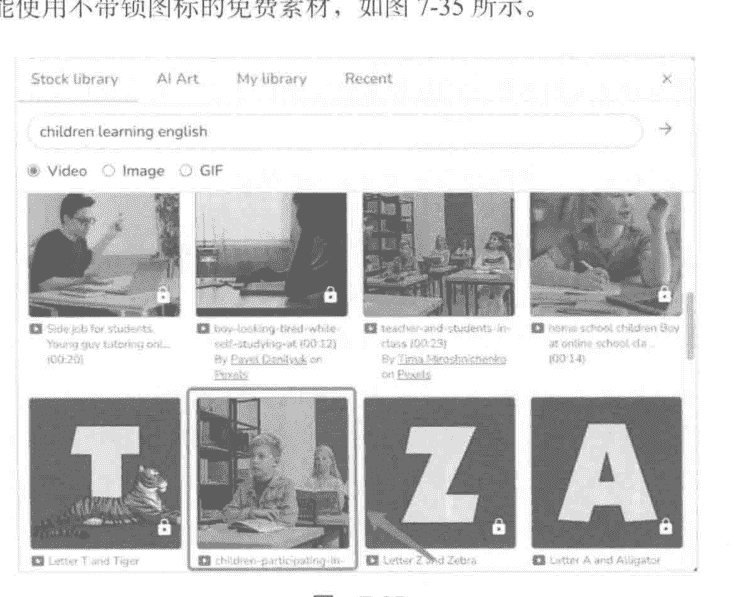 能使用不带锁图标的免费素材，如图 7-35 所示。
Stock library AI Art My library Recent ×
children learning english →
Video Image GIF
Side job for students. boy-looking-tired-while- teacher-and-students-in- home school children Boy
Young guy tutoring onl... self-studying-at (00:12) class (00:23) at online school cla...
(00:20) By Pavel Danilyuk on By Tima Miroshnichenko (00:14)
Pexels on Pexels
T Z A
Letter T and Tiger children-participating-in- Letter Z and Zebra Letter A and Alligator